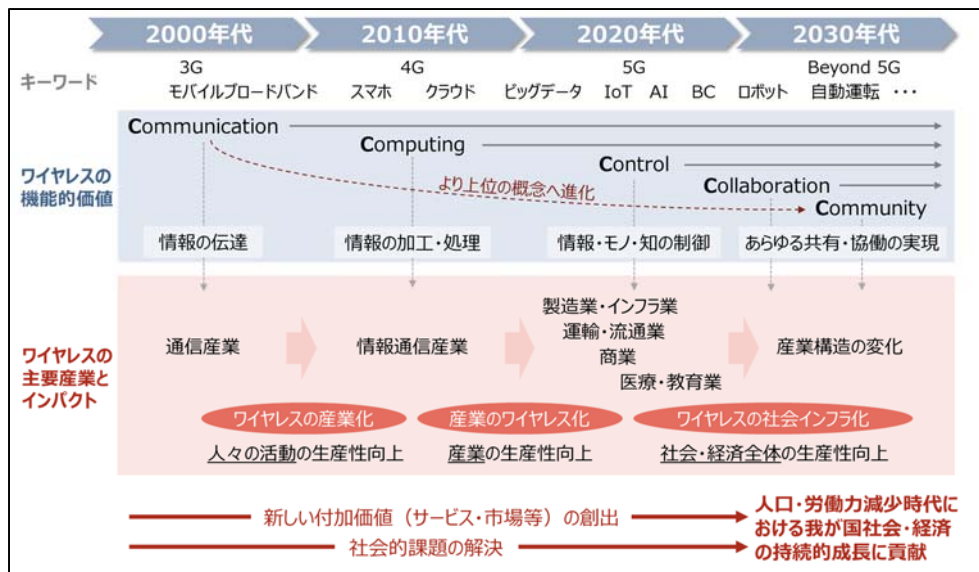 2000年代 2010年代 2020年代 2030年代
キーワード
3G 4G 5G Beyond 5G
モバイルブロードバンド スマホ クラウド ビッグデータ IoT AI BC ロボット 自動運転 ･･･
ワイヤレスの
機能的価値
Communication
Computing
Control
Collaboration
Community
より上位の概念へ進化
情報の伝達 情報の加工・処理 情報・モノ・知の制御 あらゆる共有・協働の実現
ワイヤレスの
主要産業と
インパクト
通信産業 情報通信産業
製造業・インフラ業
運輸・流通業
商業
医療・教育業
産業構造の変化
ワイヤレスの産業化 産業のワイヤレス化 ワイヤレスの社会インフラ化
人々の活動の生産性向上 産業の生産性向上 社会・経済全体の生産性向上
新しい付加価値（サービス・市場等）の創出
社会的課題の解決
人口・労働力減少時代に
おける我が国社会・経済
の持続的成長に貢献